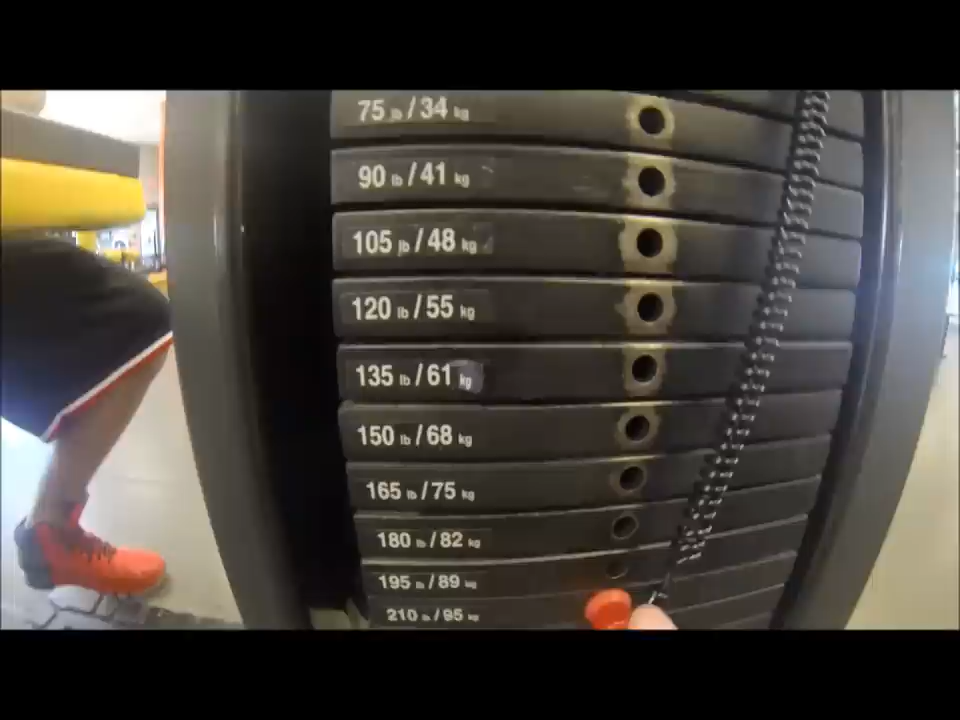 75 lb / 34 kg
90 lb / 41 kg
105 lb / 48 kg
120 lb / 55 kg
135 lb / 61 kg
150 lb / 68 kg
165 lb / 75 kg
180 lb / 82 kg
195 lb / 89 kg
210 lb / 95 kg